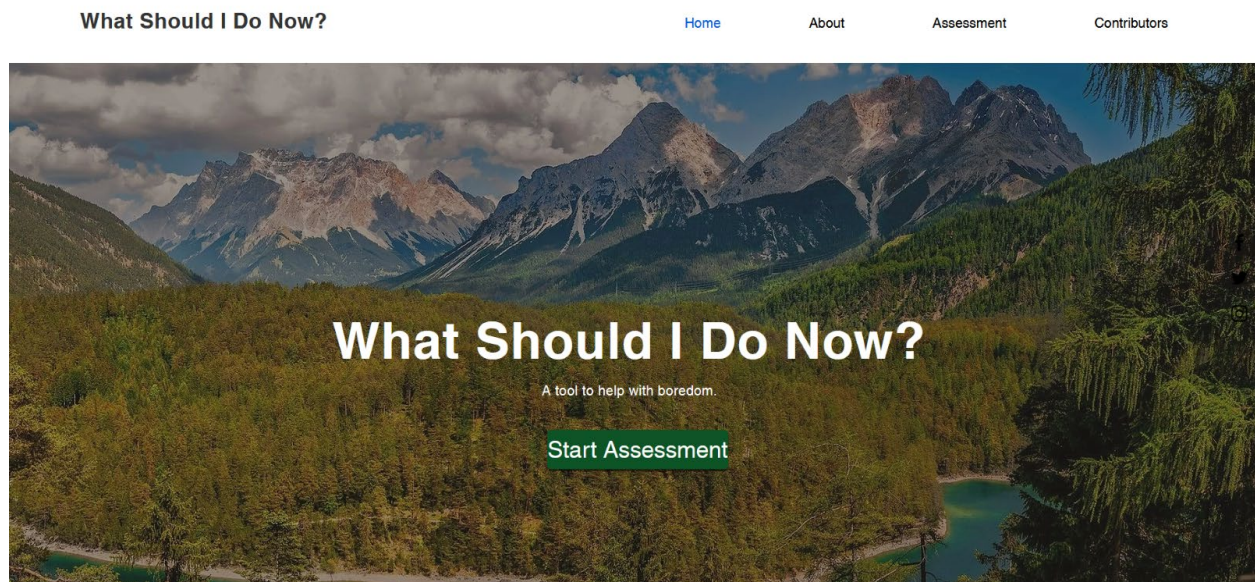 What Should I Do Now?
Home About Assessment Contributors
What Should I Do Now?
A tool to help with boredom.
Start Assessment